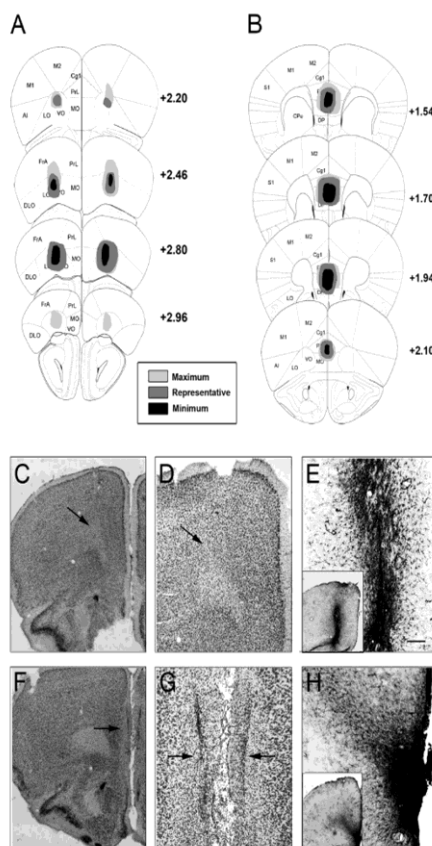 A
M2
M1 Cg1
PrL
MO +2.20
AI LO VO
FrA PrL
+2.46
MO
LO VO
DLO
FrA PrL
+2.80
MO
LO
DLO
FrA PrL
+2.96
MO
DLO VO
B
M2
M1
Cg1
S1
CPu DP
+1.54
M2
M1
Cg1
S1
+1.70
M2
M1
Cg1
S1
+1.94
LO
M2
Cg1
M1
VO MO
AI LO
+2.10
Maximum
Representative
Minimum
C D E
F G H